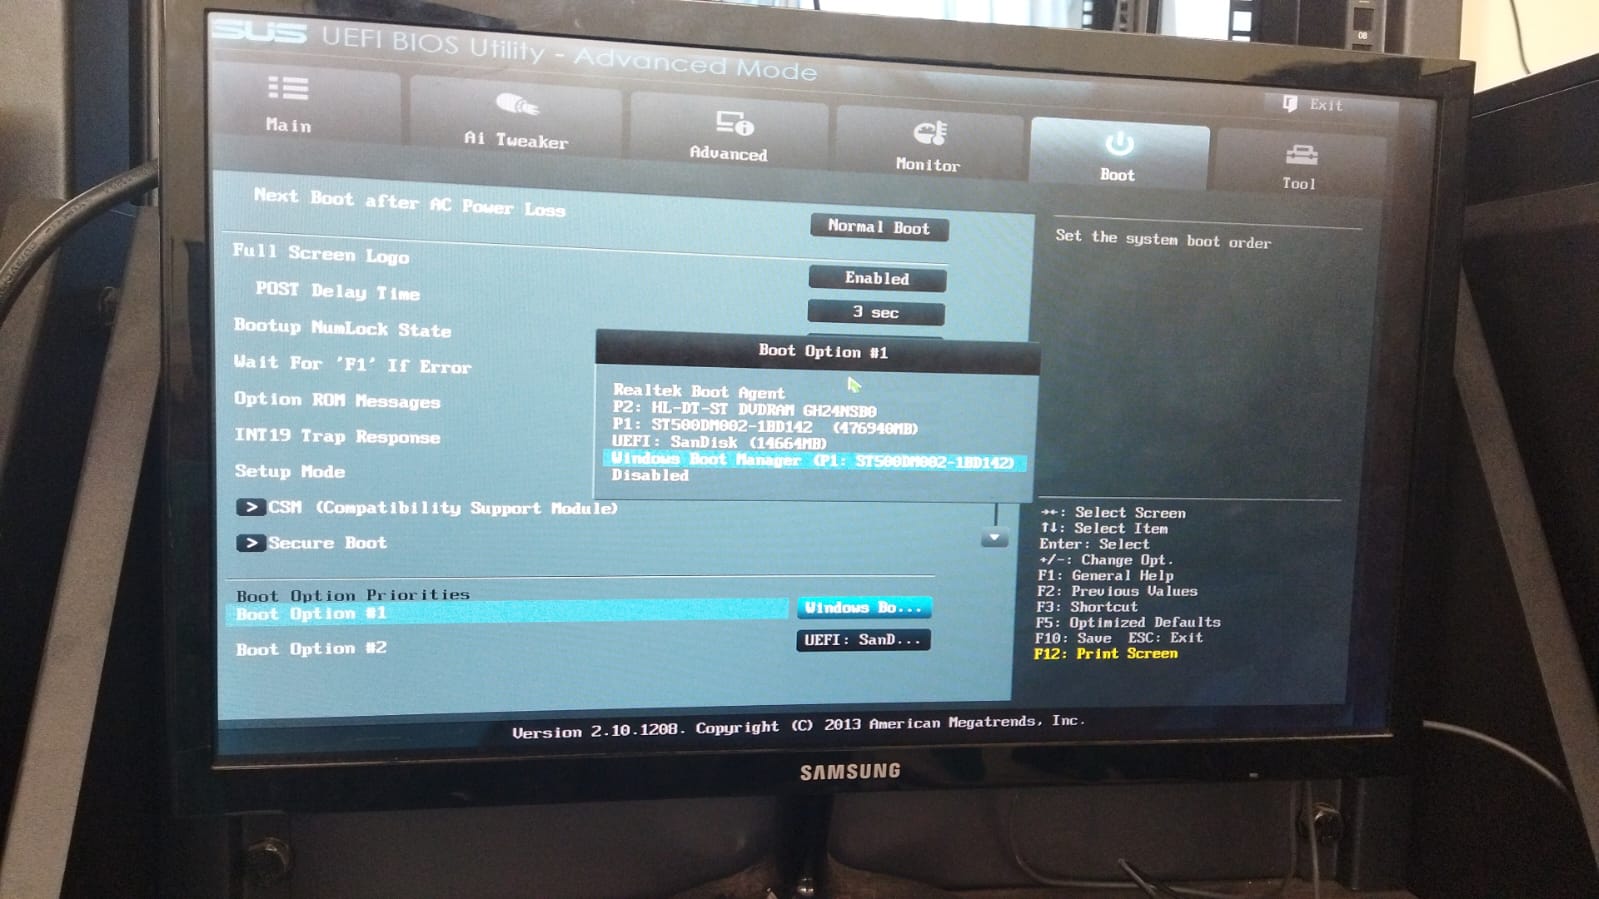 SUS UEFI BIOS Utility - Advanced Mode
Exit
Main
Ai Tweaker
Advanced
Monitor
Boot
Tool
Next Boot after AC Power Loss
Normal Boot
Full Screen Logo
Enabled
POST Delay Time
3 sec
Bootup NumLock State
Wait For 'F1' If Error
Option ROM Messages
INT19 Trap Response
Setup Mode
> CSM (Compatibility Support Module)
> Secure Boot
Boot Option Priorities
Boot Option #1
Windows Bo...
Boot Option #2
UEFI: SanD...
Boot Option #1
Realtek Boot Agent
P2: HL-DT-ST DVDRAM GH24NSB0
P1: ST500DM002-1BD142 (476940MB)
UEFI: SanDisk (14664MB)
Windows Boot Manager (P1: ST500DM002-1BD142)
Disabled
Set the system boot order
→←: Select Screen
↑↓: Select Item
Enter: Select
+/-: Change Opt.
F1: General Help
F2: Previous Values
F3: Shortcut
F5: Optimized Defaults
F10: Save ESC: Exit
F12: Print Screen
Version 2.10.1208. Copyright (C) 2013 American Megatrends, Inc.
SAMSUNG
08